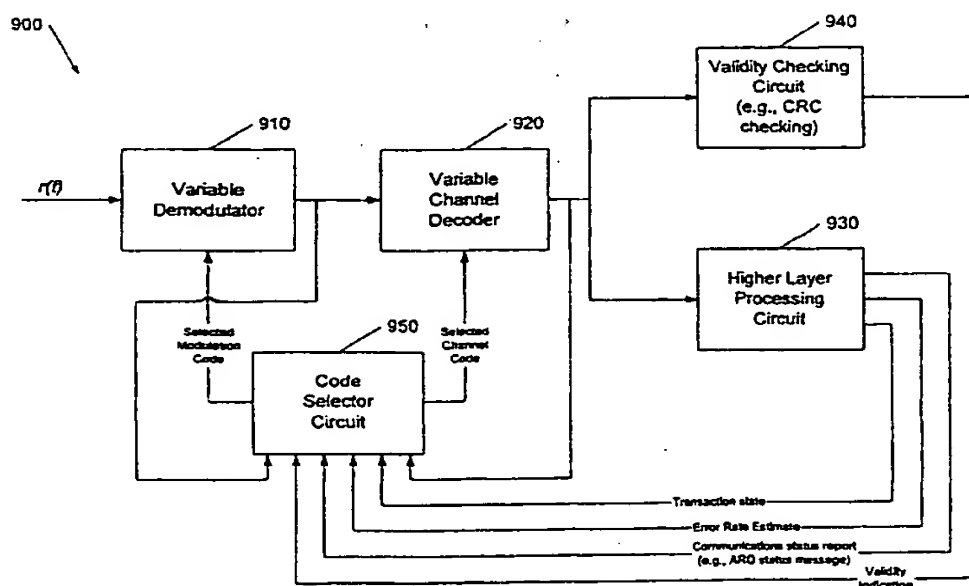 900
940
Validity Checking
Circuit
(e.g., CRC
checking)
910
920
r(t)
Variable
Demodulator
Variable
Channel
Decoder
930
Higher Layer
Processing
Circuit
Selected
Modulation
Code
950
Selected
Channel
Code
Code
Selector
Circuit
Transaction state
Error Rate Estimate
Communications status report
(e.g., ARQ status message)
Validity
Indication